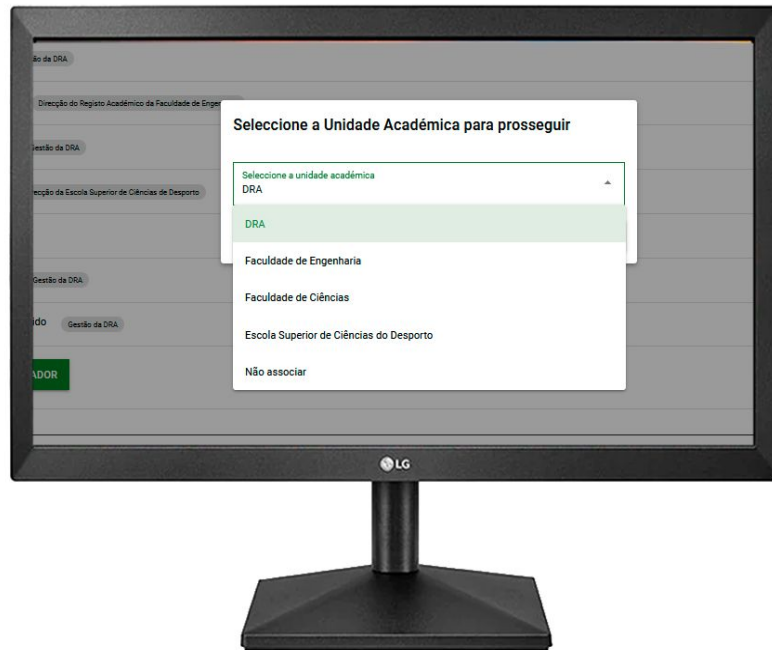 ão da DRA
Direcção do Registo Académico da Faculdade de Enger
Seleccione a Unidade Académica para prosseguir
Gestão da DRA
Seleccione a unidade académica
DRA
ecção da Escola Superior de Ciências de Desporto
DRA
Faculdade de Engenharia
Gestão da DRA
Faculdade de Ciências
ido
Gestão da DRA
Escola Superior de Ciências do Desporto
ADOR
Não associar
LG